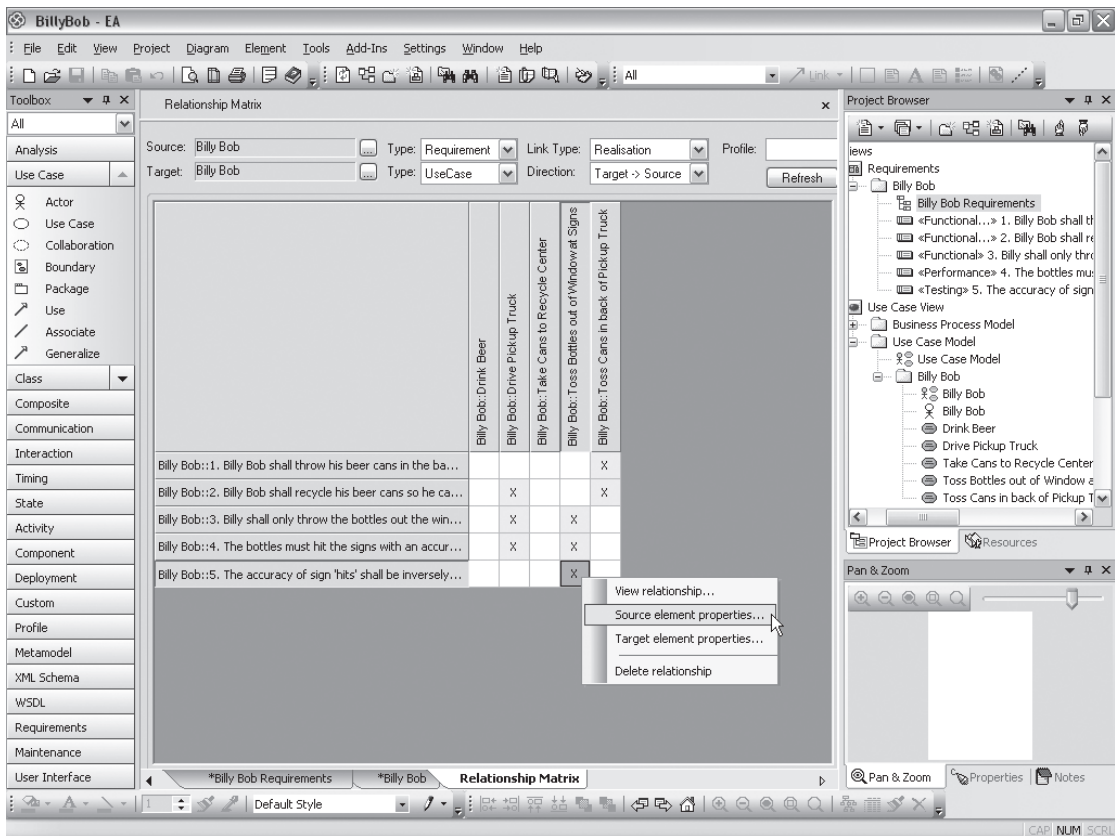 BillyBob - EA
File Edit View Project Diagram Element Tools Add-Ins Settings Window Help
All Link
Toolbox
All
Analysis
Use Case
Actor
Use Case
Collaboration
Boundary
Package
Use
Associate
Generalize
Class
Composite
Communication
Interaction
Timing
State
Activity
Component
Deployment
Custom
Profile
Metamodel
XML Schema
WSDL
Requirements
Maintenance
User Interface
Relationship Matrix
Source: Billy Bob ... Type: Requirement Link Type: Realisation Profile:
Target: Billy Bob ... Type: UseCase Direction: Target -> Source Refresh
Billy Bob::Drink Beer
Billy Bob::Drive Pickup Truck
Billy Bob::Take Cans to Recycle Center
Billy Bob::Toss Bottles out of Window at Signs
Billy Bob::Toss Cans in back of Pickup Truck
Billy Bob::1. Billy Bob shall throw his beer cans in the ba... X
Billy Bob::2. Billy Bob shall recycle his beer cans so he ca... X X
Billy Bob::3. Billy shall only throw the bottles out the win... X X
Billy Bob::4. The bottles must hit the signs with an accur... X X
Billy Bob::5. The accuracy of sign 'hits' shall be inversely... X
View relationship...
Source element properties...
Target element properties...
Delete relationship
*Billy Bob Requirements *Billy Bob Relationship Matrix
Project Browser
iews
Requirements
Billy Bob
Billy Bob Requirements
«Functional...» 1. Billy Bob shall th
«Functional...» 2. Billy Bob shall re
«Functional» 3. Billy shall only thro
«Performance» 4. The bottles mus
«Testing» 5. The accuracy of sign
Use Case View
Business Process Model
Use Case Model
Use Case Model
Billy Bob
Billy Bob
Billy Bob
Drink Beer
Drive Pickup Truck
Take Cans to Recycle Center
Toss Bottles out of Window a
Toss Cans in back of Pickup T
Project Browser Resources
Pan & Zoom
Pan & Zoom Properties Notes
1 Default Style
CAP NUM SCRL